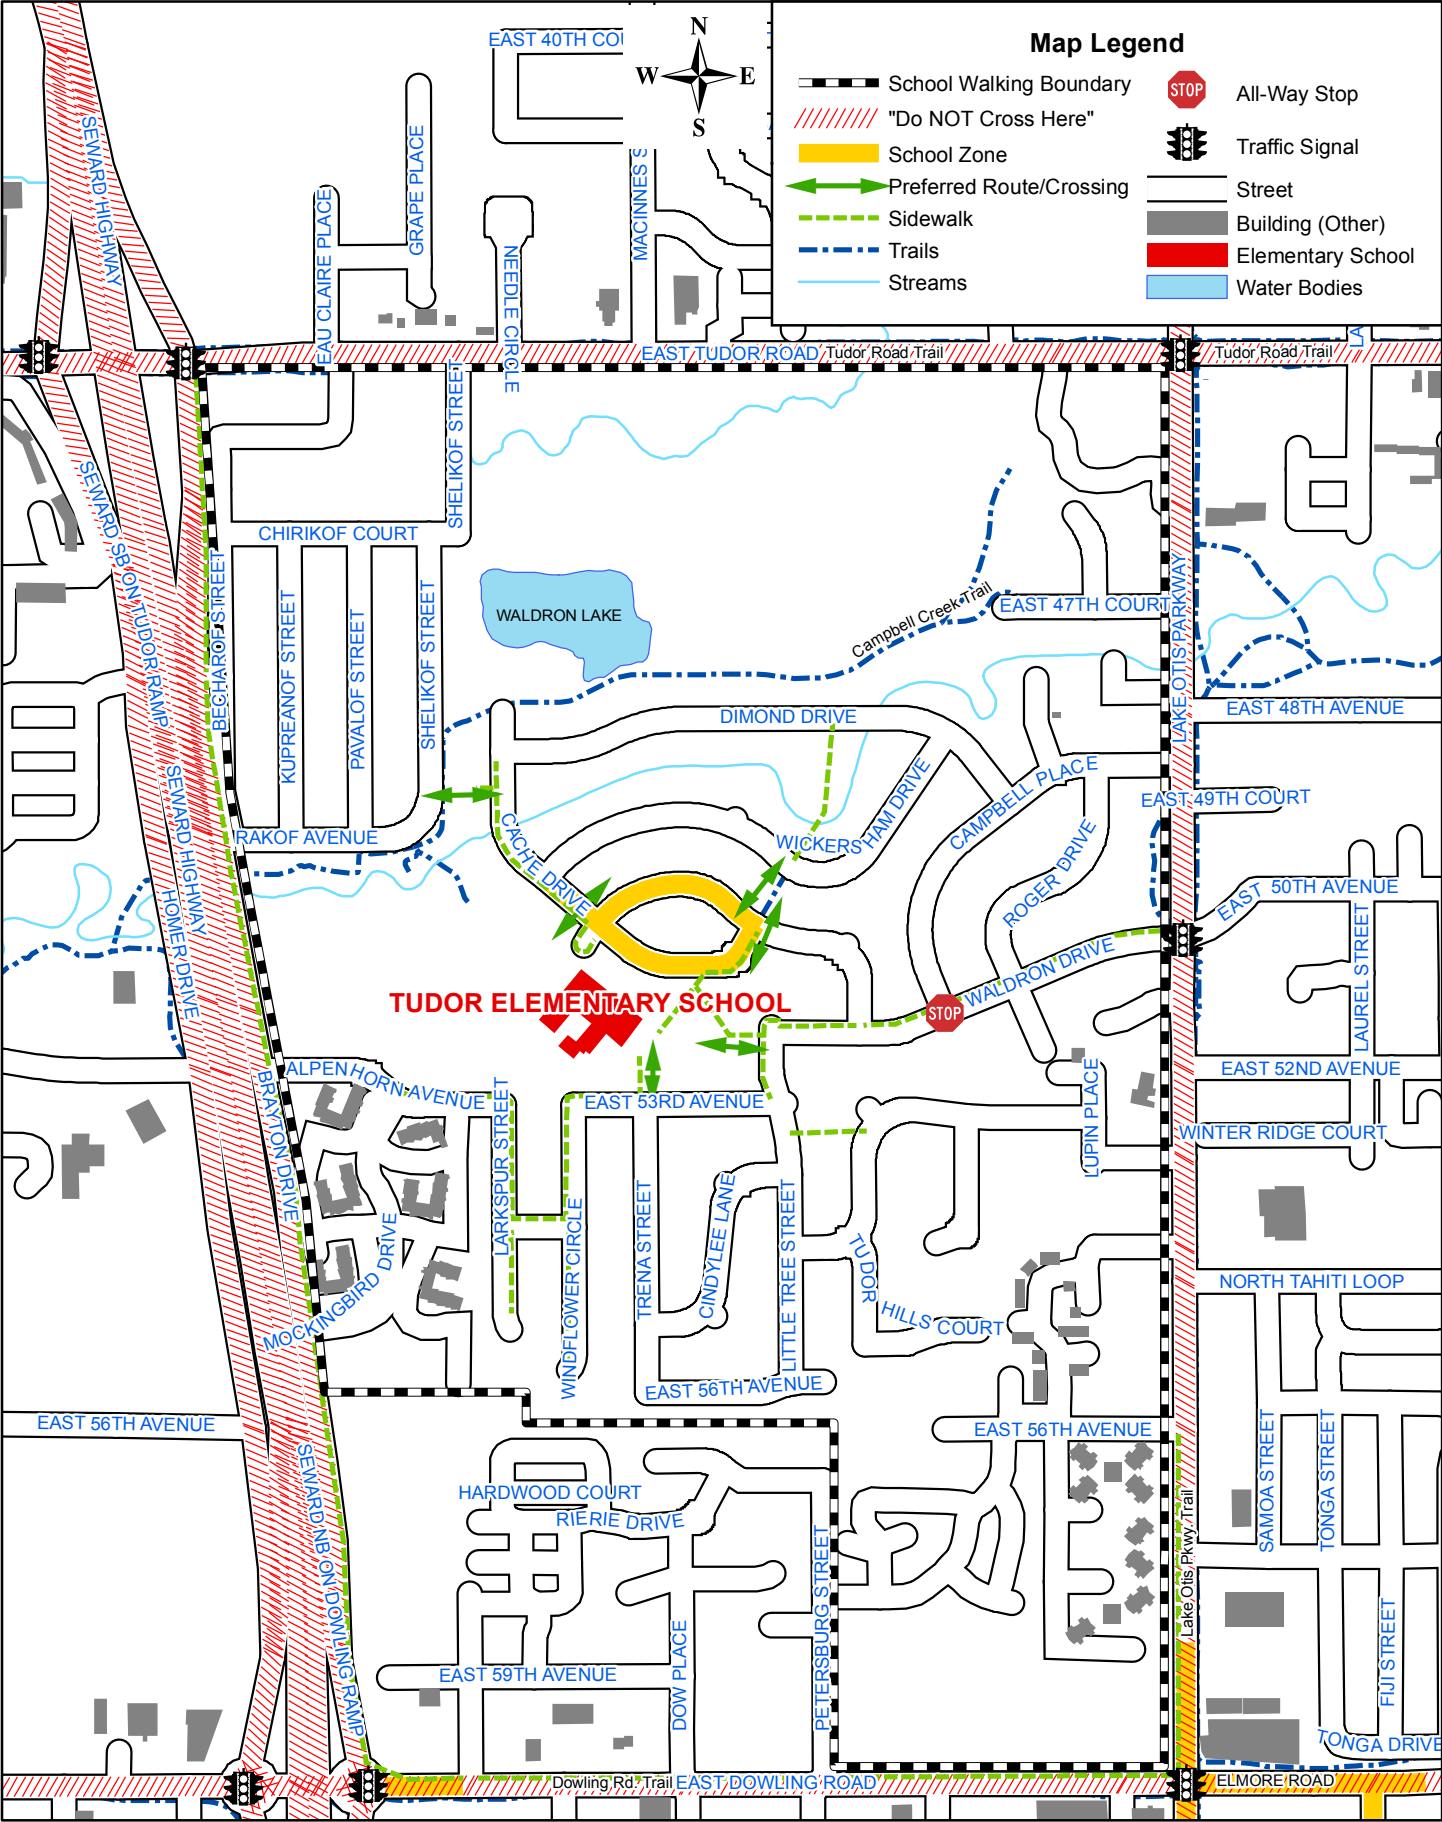 N
W E
S
Map Legend
School Walking Boundary
"Do NOT Cross Here"
School Zone
Preferred Route/Crossing
Sidewalk
Trails
Streams
STOP
All-Way Stop
Traffic Signal
Street
Building (Other)
Elementary School
Water Bodies
EAST 40TH COU
SEWARD HIGHWAY
GRAPE PLACE
EAU CLAIRE PLACE
NEEDLE CIRCLE
MACINNES S
LA
EAST TUDOR ROAD
Tudor Road Trail
Tudor Road Trail
SHELIKOF STREET
SEWARD SB ON TUDOR RAMP
CHIRIKOF COURT
BECHAROF STREET
KUPREANOF STREET
PAVALOF STREET
SHELIKOF STREET
WALDRON LAKE
Campbell Creek Trail
EAST 47TH COURT
LAKE OTIS PARKWAY
EAST 48TH AVENUE
DIMOND DRIVE
SEWARD HIGHWAY
RAKOF AVENUE
CACHE DRIVE
WICKERSHAM DRIVE
CAMPBELL PLACE
EAST 49TH COURT
ROGER DRIVE
EAST 50TH AVENUE
HOMER DRIVE
WALDRON DRIVE
LAUREL STREET
TUDOR ELEMENTARY SCHOOL
STOP
ALPENHORN AVENUE
EAST 52ND AVENUE
EAST 53RD AVENUE
LUPIN PLACE
WINTER RIDGE COURT
BRAYTON DRIVE
LARKSPUR STREET
WINDFLOWER CIRCLE
TRENA STREET
CINDYLEE LANE
LITTLE TREE STREET
TUDOR HILLS COURT
MOCKINGBIRD DRIVE
NORTH TAHITI LOOP
EAST 56TH AVENUE
EAST 56TH AVENUE
EAST 56TH AVENUE
SEWARD NB ON DOWLING RAMP
HARDWOOD COURT
RIERIE DRIVE
SAMOA STREET
TONGA STREET
Lake Otis Pkwy. Trail
PETERSBURG STREET
DOW PLACE
FIJI STREET
EAST 59TH AVENUE
TONGA DRIVE
Dowling Rd. Trail
EAST DOWLING ROAD
ELMORE ROAD